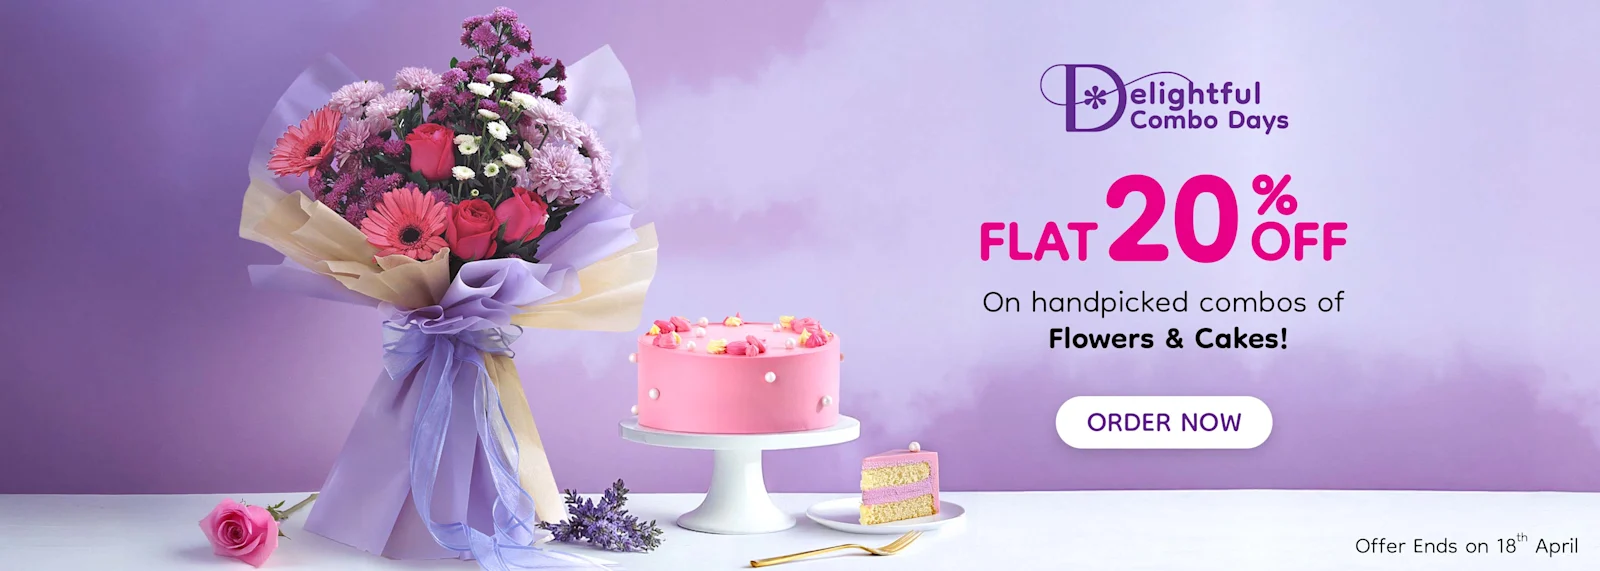 Delightful
Combo Days
FLAT 20% OFF
On handpicked combos of
Flowers & Cakes!
ORDER NOW
Offer Ends on 18th April